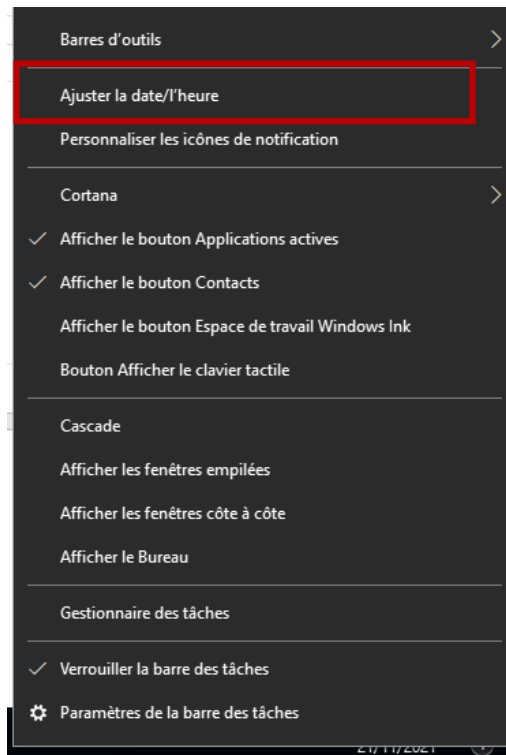 Barres d'outils
Ajuster la date/l'heure
Personnaliser les icônes de notification
Cortana
Afficher le bouton Applications actives
Afficher le bouton Contacts
Afficher le bouton Espace de travail Windows Ink
Bouton Afficher le clavier tactile
Cascade
Afficher les fenêtres empilées
Afficher les fenêtres côte à côte
Afficher le Bureau
Gestionnaire des tâches
Verrouiller la barre des tâches
Paramètres de la barre des tâches
21/11/2021